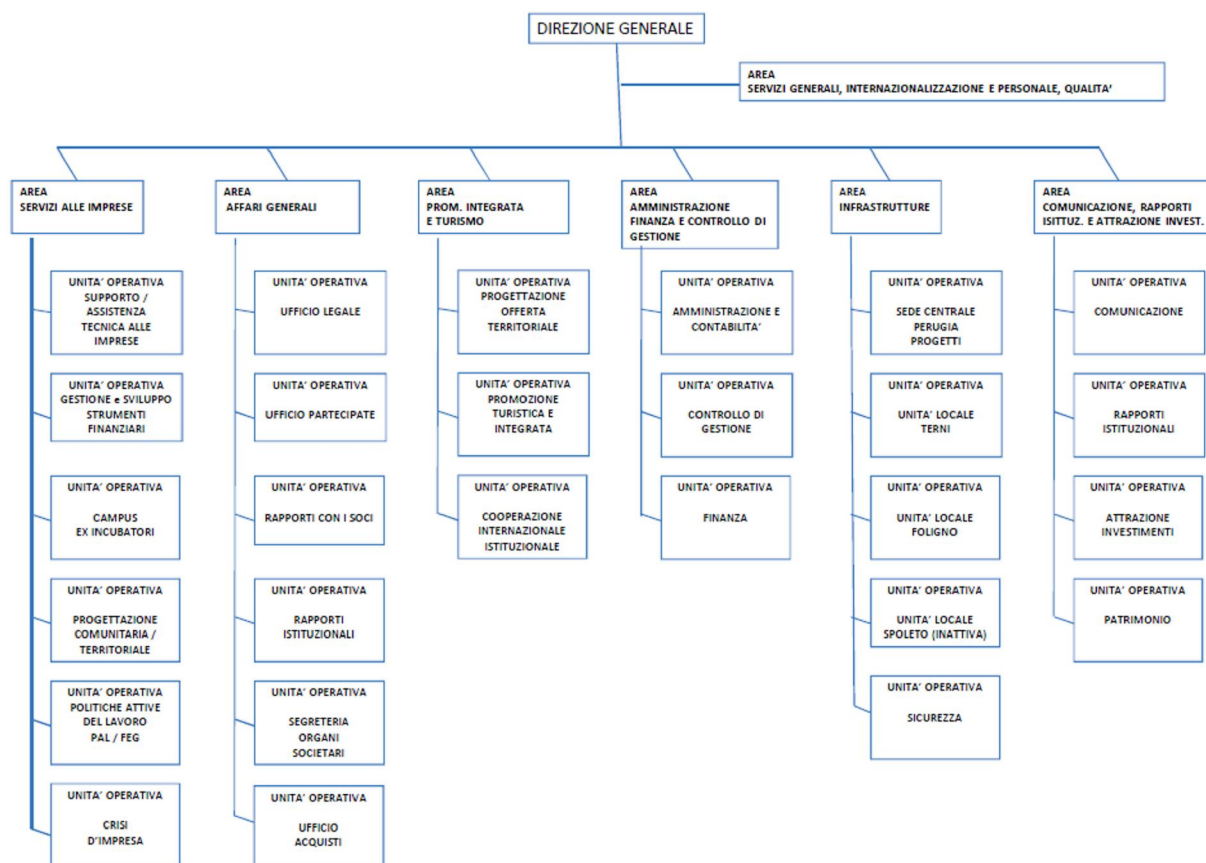 DIREZIONE GENERALE
AREA
SERVIZI GENERALI, INTERNAZIONALIZZAZIONE E PERSONALE, QUALITA'
AREA
SERVIZI ALLE IMPRESE
UNITA' OPERATIVA
SUPPORTO /
ASSISTENZA
TECNICA ALLE
IMPRESE
UNITA' OPERATIVA
GESTIONE e SVILUPPO
STRUMENTI
FINANZIARI
UNITA' OPERATIVA
CAMPUS
EX INCUBATORI
UNITA' OPERATIVA
PROGETTAZIONE
COMUNITARIA /
TERRITORIALE
UNITA' OPERATIVA
POLITICHE ATTIVE
DEL LAVORO
PAL / FEG
UNITA' OPERATIVA
CRISI
D'IMPRESA
AREA
AFFARI GENERALI
UNITA' OPERATIVA
UFFICIO LEGALE
UNITA' OPERATIVA
UFFICIO PARTECIPATE
UNITA' OPERATIVA
RAPPORTI CON I SOCI
UNITA' OPERATIVA
RAPPORTI
ISTITUZIONALI
UNITA' OPERATIVA
SEGRETERIA
ORGANI
SOCIETARI
UNITA' OPERATIVA
UFFICIO
ACQUISTI
AREA
PROM. INTEGRATA
E TURISMO
UNITA' OPERATIVA
PROGETTAZIONE
OFFERTA
TERRITORIALE
UNITA' OPERATIVA
PROMOZIONE
TURISTICA E
INTEGRATA
UNITA' OPERATIVA
COOPERAZIONE
INTERNAZIONALE
ISTITUZIONALE
AREA
AMMINISTRAZIONE
FINANZA E CONTROLLO DI
GESTIONE
UNITA' OPERATIVA
AMMINISTRAZIONE E
CONTABILITA'
UNITA' OPERATIVA
CONTROLLO DI
GESTIONE
UNITA' OPERATIVA
FINANZA
AREA
INFRASTRUTTURE
UNITA' OPERATIVA
SEDE CENTRALE
PERUGIA
PROGETTI
UNITA' OPERATIVA
UNITA' LOCALE
TERNI
UNITA' OPERATIVA
UNITA' LOCALE
FOLIGNO
UNITA' OPERATIVA
UNITA' LOCALE
SPOLETO (INATTIVA)
UNITA' OPERATIVA
SICUREZZA
AREA
COMUNICAZIONE, RAPPORTI
ISITTUZ. E ATTRAZIONE INVEST.
UNITA' OPERATIVA
COMUNICAZIONE
UNITA' OPERATIVA
RAPPORTI
ISTITUZIONALI
UNITA' OPERATIVA
ATTRAZIONE
INVESTIMENTI
UNITA' OPERATIVA
PATRIMONIO